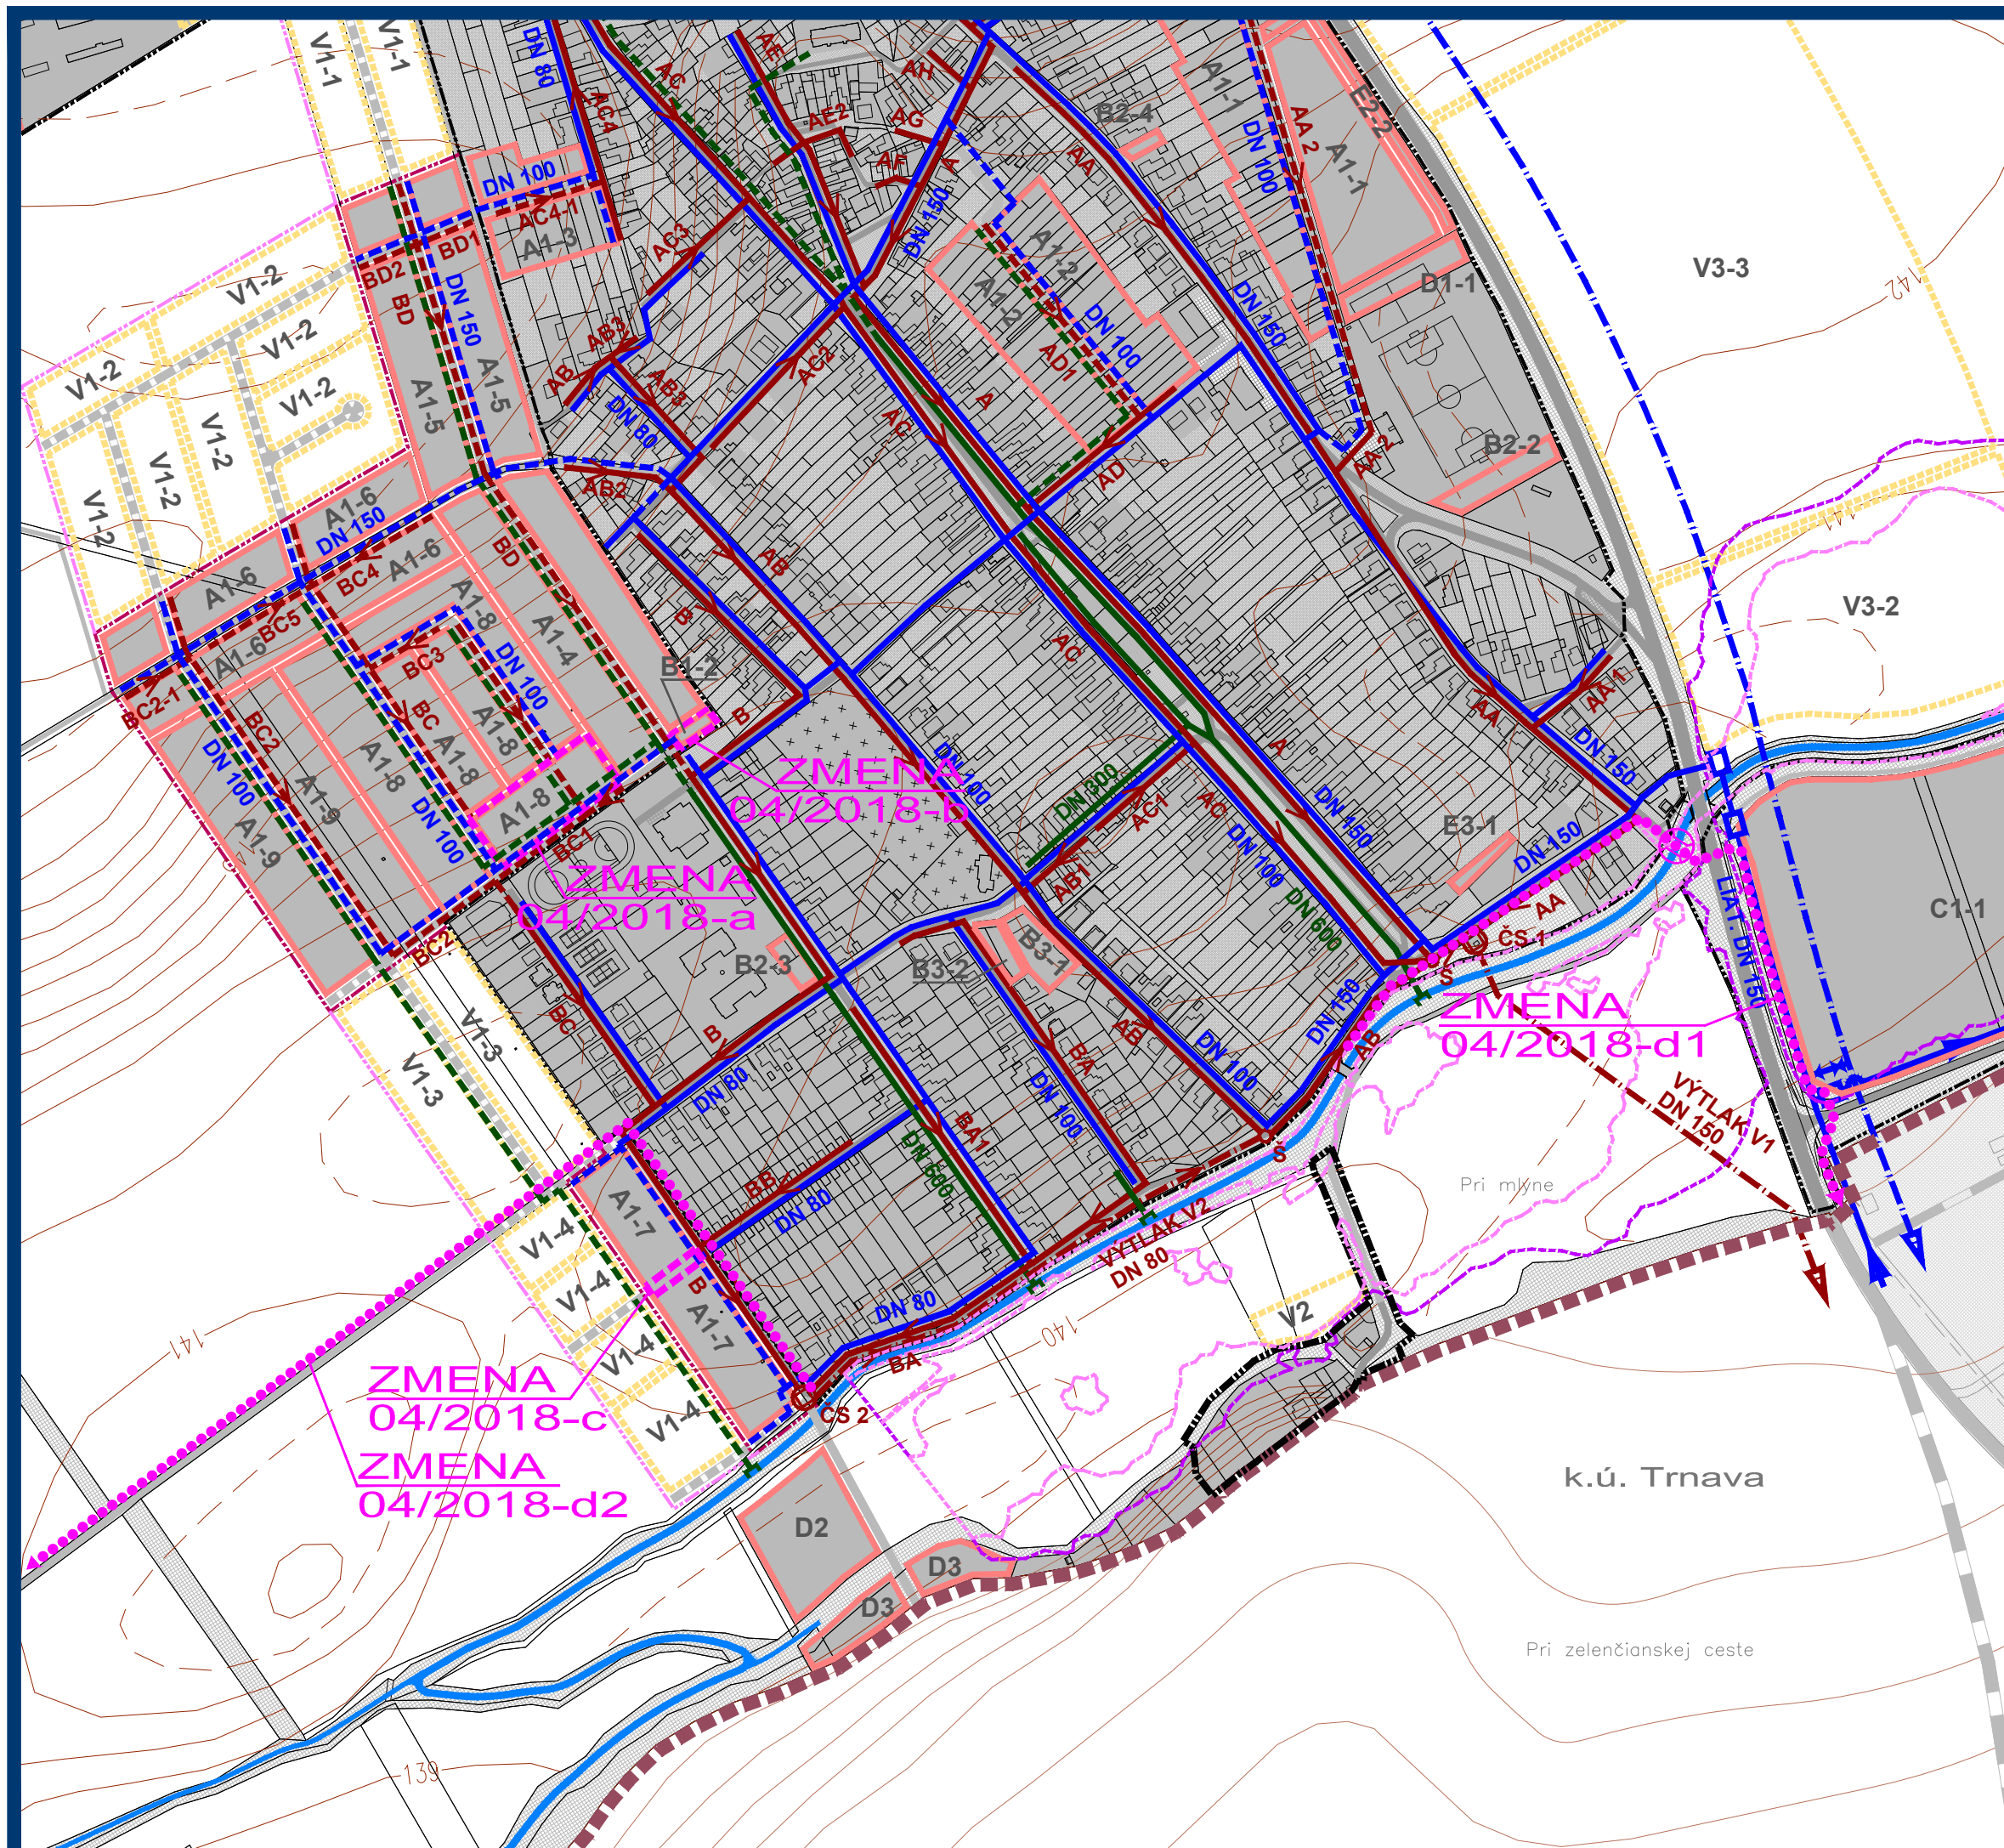 V1-1
V1-1
DN 80
AC
AC4
AE
AE2
AH
AG
AF
A
B2-4
AA
A1-1
DN 100
AA 2
E2-2
A1-1
DN 100
AC4-1
A1-3
BD1
BD2
BD
DN 150
AC3
DN 150
A1-2
A1-2
DN 100
AD1
DN 150
D1-1
V3-3
142
V1-2
V1-2
V1-2
V1-2
V1-2
V1-2
V1-2
A1-5
A1-5
AB3
AB
AB3
DN 80
AC2
AC
A
AD
AA 2
B2-2
141
AB2
A1-6
DN 150
A1-6
BC4
A1-6
BC5
A1-6
BD
A1-8
A1-4
B
AB
AC
V3-2
BC3
DN 100
B1-2
B
BC2-1
BC2
DN 100
BC
A1-8
A1-8
A1-8
A1-8
A1-9
A1-9
DN 100
BC1
BC2
ZMENA
04/2018-b
ZMENA
04/2018-a
DN 100
DN 300
AC1
AC
DN 100
A
DN 150
AA
AA 1
DN 150
E3-1
DN 150
AA
ČS 1
Š
LIAT. DN 150
C1-1
AB1
DN 600
B2-3
B3-2
B3-1
BC
B
DN 80
BA
DN 100
AB
DN 100
DN 150
AB
ZMENA
04/2018-d1
VÝTLAK V1
DN 150
V1-3
V1-3
BA1
DN 600
BB
DN 80
Š
Pri mlyne
VÝTLAK V2
DN 80
V1-4
V1-4
V1-4
V1-4
A1-7
B
A1-7
DN 80
BA
ČS 2
140
V2
141
ZMENA
04/2018-c
ZMENA
04/2018-d2
k.ú. Trnava
D2
D3
D3
Pri zelenčianskej ceste
139